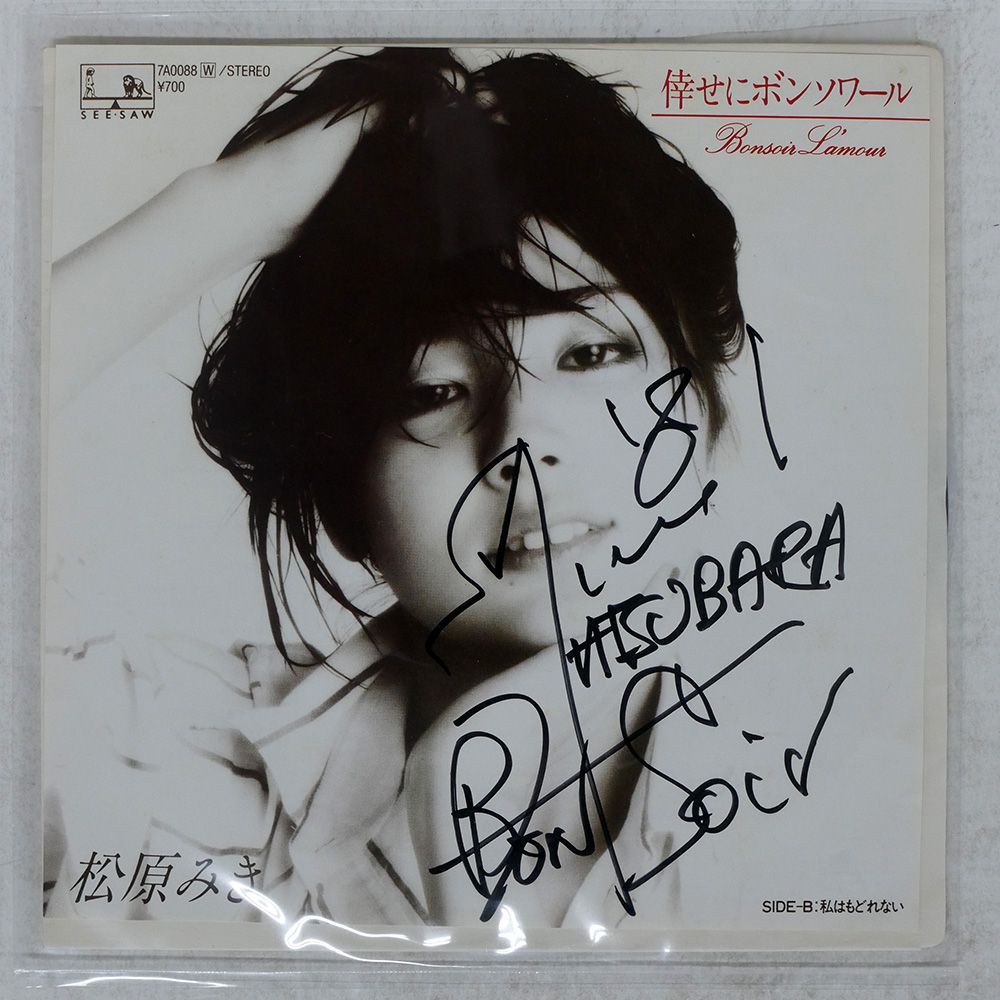 7A0088 W /STEREO
¥700
SEE·SAW
倖せにボンソワール
Bonsoir L'amour
'81
Miki
MATSUBARA
Bon Soir
松原みき
SIDE-B:私はもどれない